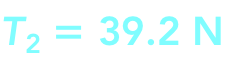 T₂ = 39.2 N